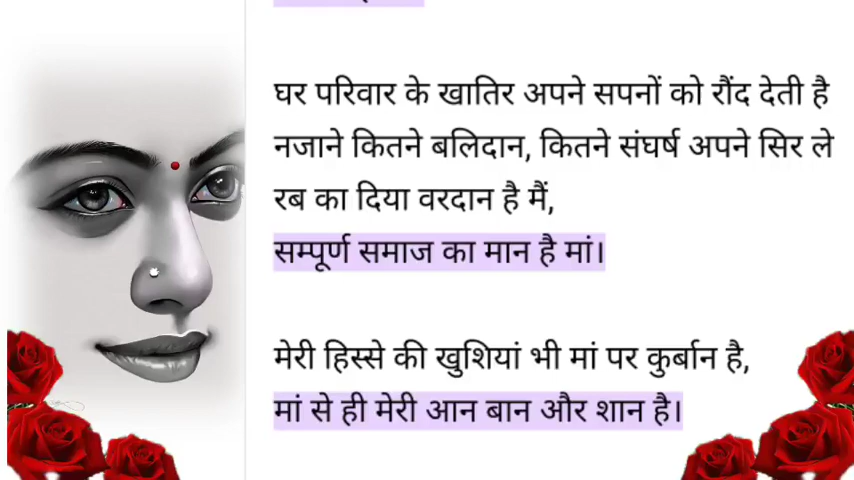 घर परिवार के खातिर अपने सपनों को रौंद देती है
नजाने कितने बलिदान, कितने संघर्ष अपने सिर ले
रब का दिया वरदान है मैं,
सम्पूर्ण समाज का मान है मां।
मेरी हिस्से की खुशियां भी मां पर कुर्बान है,
मां से ही मेरी आन बान और शान है।